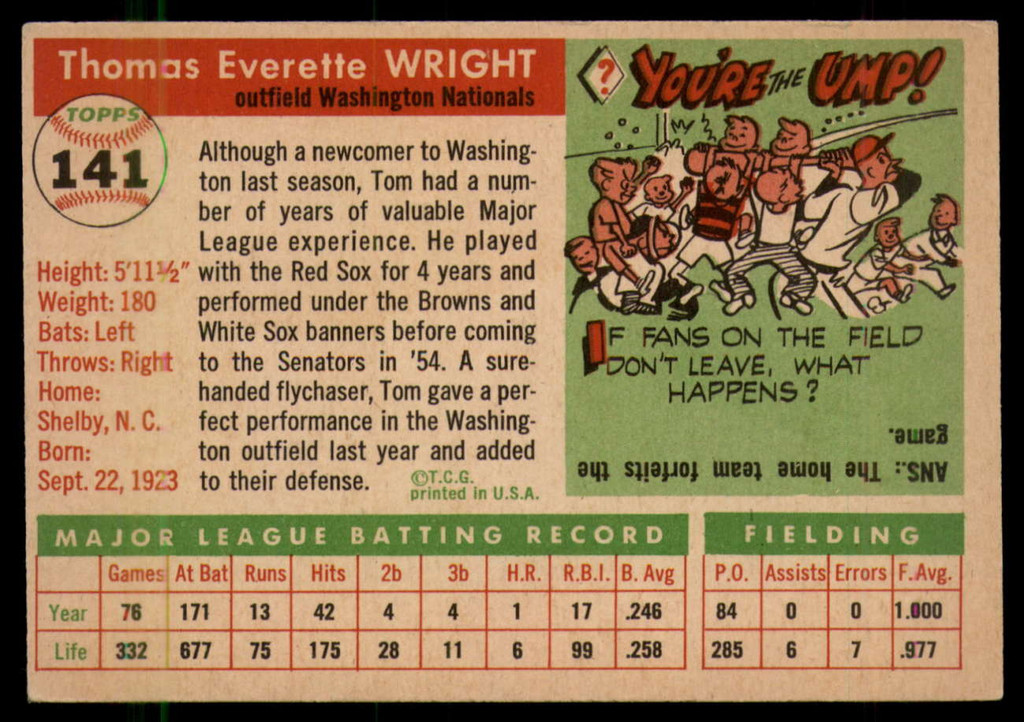 Thomas Everette WRIGHT
outfield Washington Nationals
TOPPS
141
Height: 5'11½"
Weight: 180
Bats: Left
Throws: Right
Home:
Shelby, N. C.
Born:
Sept. 22, 1923
Although a newcomer to Washing-
ton last season, Tom had a num-
ber of years of valuable Major
League experience. He played
with the Red Sox for 4 years and
performed under the Browns and
White Sox banners before coming
to the Senators in '54. A sure-
handed flychaser, Tom gave a per-
fect performance in the Washing-
ton outfield last year and added
to their defense.
©T.C.G.
printed in U.S.A.
? YOU'RE THE UMP!
IF FANS ON THE FIELD
DON'T LEAVE, WHAT
HAPPENS?
ANS.: The home team forfeits the
game.
MAJOR LEAGUE BATTING RECORD
Games At Bat Runs Hits 2b 3b H.R. R.B.I. B. Avg
Year 76 171 13 42 4 4 1 17 .246
Life 332 677 75 175 28 11 6 99 .258
FIELDING
P.O. Assists Errors F.Avg.
84 0 0 1.000
285 6 7 .977